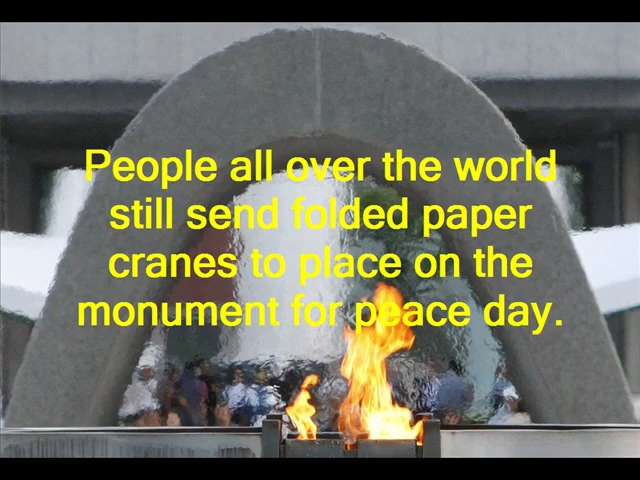 People all over the world
still send folded paper
cranes to place on the
monument for peace day.